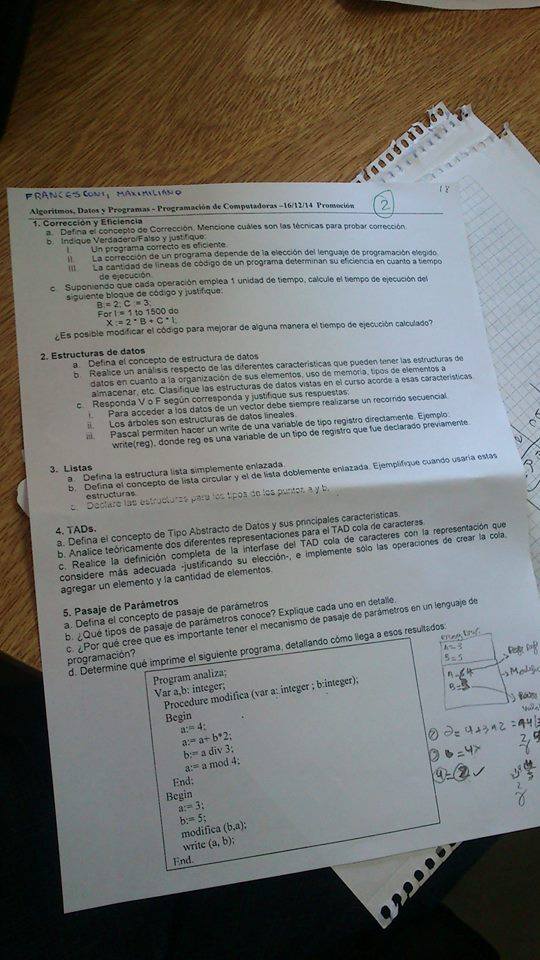 FRANCESCONI, MAXIMILIANO
18
Algoritmos, Datos y Programas - Programación de Computadoras –16/12/14 Promoción
2
1. Corrección y Eficiencia
a. Defina el concepto de Corrección. Mencione cuáles son las técnicas para probar corrección.
b. Indique Verdadero/Falso y justifique:
I. Un programa correcto es eficiente.
II. La corrección de un programa depende de la elección del lenguaje de programación elegido.
III. La cantidad de líneas de código de un programa determinan su eficiencia en cuanto a tiempo
de ejecución.
c. Suponiendo que cada operación emplea 1 unidad de tiempo, calcule el tiempo de ejecución del
siguiente bloque de código y justifique:
B:= 2; C := 3;
For I = 1 to 1500 do
X := 2 * B + C * I;
¿Es posible modificar el código para mejorar de alguna manera el tiempo de ejecución calculado?
2. Estructuras de datos
a. Defina el concepto de estructura de datos
b. Realice un análisis respecto de las diferentes características que pueden tener las estructuras de
datos en cuanto a la organización de sus elementos, uso de memoria, tipos de elementos a
almacenar, etc. Clasifique las estructuras de datos vistas en el curso acorde a esas características.
c. Responda V o F según corresponda y justifique sus respuestas:
i. Para acceder a los datos de un vector debe siempre realizarse un recorrido secuencial.
ii. Los árboles son estructuras de datos lineales.
iii. Pascal permiten hacer un write de una variable de tipo registro directamente. Ejemplo:
write(reg), donde reg es una variable de un tipo de registro que fue declarado previamente.
3. Listas
a. Defina la estructura lista simplemente enlazada.
b. Defina el concepto de lista circular y el de lista doblemente enlazada. Ejemplifique cuando usaría estas
estructuras.
c. Declare las estructuras para los tipos de los puntos a y b.
4. TADs.
a. Defina el concepto de Tipo Abstracto de Datos y sus principales características.
b. Analice teóricamente dos diferentes representaciones para el TAD cola de caracteres.
c. Realice la definición completa de la interfase del TAD cola de caracteres con la representación que
considere más adecuada -justificando su elección-, e implemente sólo las operaciones de crear la cola,
agregar un elemento y la cantidad de elementos.
5. Pasaje de Parámetros
a. Defina el concepto de pasaje de parámetros
b. ¿Qué tipos de pasaje de parámetros conoce? Explique cada uno en detalle.
c. ¿Por qué cree que es importante tener el mecanismo de pasaje de parámetros en un lenguaje de
programación?
d. Determine qué imprime el siguiente programa, detallando cómo llega a esos resultados:
Program analiza;
Var a,b: integer;
Procedure modifica (var a: integer ; b:integer);
Begin
a:= 4;
a:= a+ b*2;
b:= a div 3;
a:= a mod 4;
End;
Begin
a:= 3;
b:= 5;
modifica (b,a);
write (a, b);
End.
A=3
B=5
2= 4+3*2
B=4